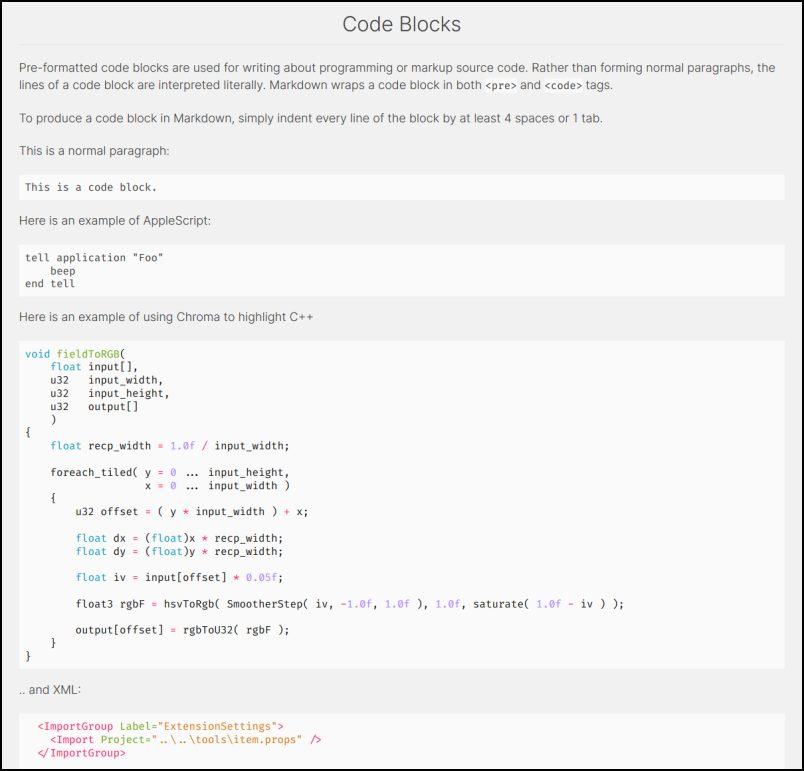 Code Blocks
Pre-formatted code blocks are used for writing about programming or markup source code. Rather than forming normal paragraphs, the
lines of a code block are interpreted literally. Markdown wraps a code block in both <pre> and <code> tags.
To produce a code block in Markdown, simply indent every line of the block by at least 4 spaces or 1 tab.
This is a normal paragraph:
This is a code block.
Here is an example of AppleScript:
tell application "Foo"
    beep
end tell
Here is an example of using Chroma to highlight C++
void fieldToRGB(
    float input[],
    u32   input_width,
    u32   input_height,
    u32   output[]
    )
{
    float recp_width = 1.0f / input_width;
    foreach_tiled( y = 0 ... input_height,
                   x = 0 ... input_width )
    {
        u32 offset = ( y * input_width ) + x;
        float dx = (float)x * recp_width;
        float dy = (float)y * recp_width;
        float iv = input[offset] * 0.05f;
        float3 rgbF = hsvToRgb( SmootherStep( iv, -1.0f, 1.0f ), 1.0f, saturate( 1.0f - iv ) );
        output[offset] = rgbToU32( rgbF );
    }
}
.. and XML:
  <ImportGroup Label="ExtensionSettings">
    <Import Project="..\..\tools\item.props" />
  </ImportGroup>